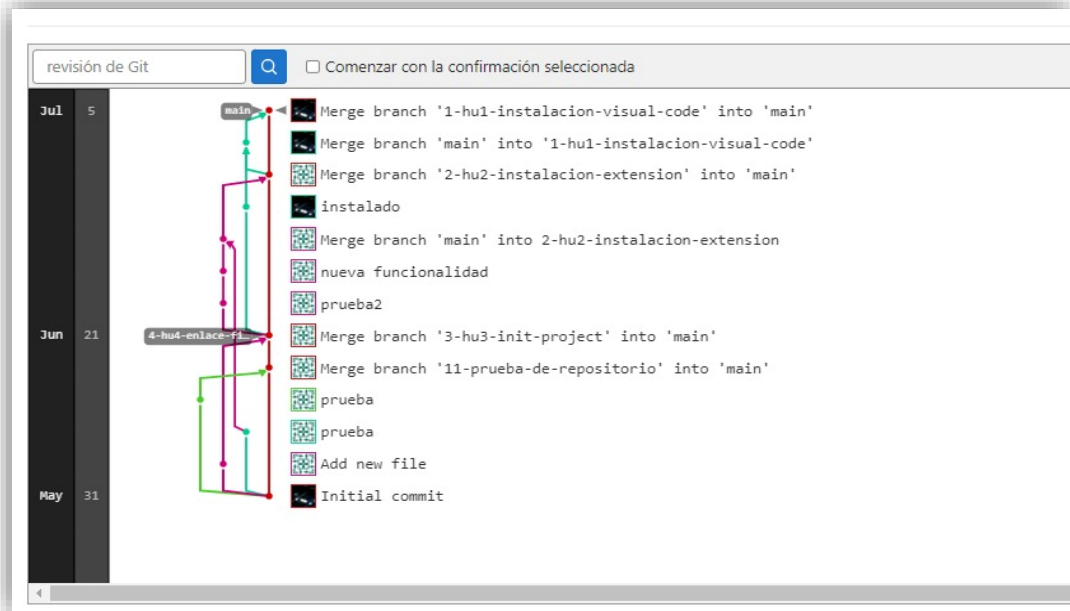 revisión de Git
Comenzar con la confirmación seleccionada
Jul 5 main Merge branch '1-hu1-instalacion-visual-code' into 'main'
Merge branch 'main' into '1-hu1-instalacion-visual-code'
Merge branch '2-hu2-instalacion-extension' into 'main'
instalado
Merge branch 'main' into 2-hu2-instalacion-extension
nueva funcionalidad
prueba2
Jun 21 4-hu4-enlace-fi… Merge branch '3-hu3-init-project' into 'main'
Merge branch '11-prueba-de-repositorio' into 'main'
prueba
prueba
Add new file
May 31 Initial commit